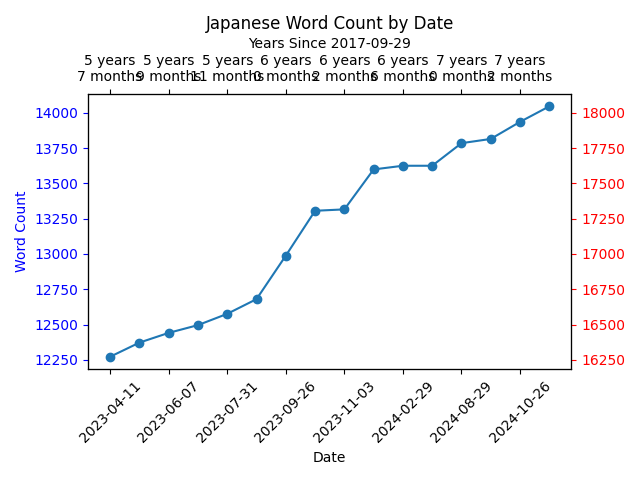 Japanese Word Count by Date
Years Since 2017-09-29
5 years 5 years 5 years 6 years 6 years 6 years 7 years 7 years
7 months 9 months 11 months 0 months 2 months 6 months 0 months 2 months
14000 18000
13750 17750
13500 17500
13250 17250
13000 17000
12750 16750
12500 16500
12250 16250
Word Count
2023-04-11 2023-06-07 2023-07-31 2023-09-26 2023-11-03 2024-02-29 2024-08-29 2024-10-26
Date